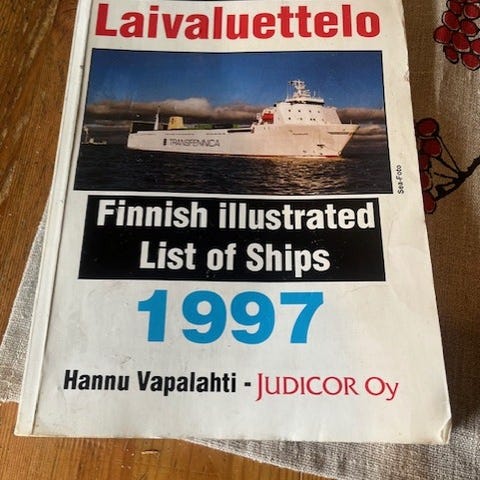 Laivaluettelo
TRANSFENNICA
Sea-Foto
Finnish illustrated
List of Ships
1997
Hannu Vapalahti - JUDICOR Oy